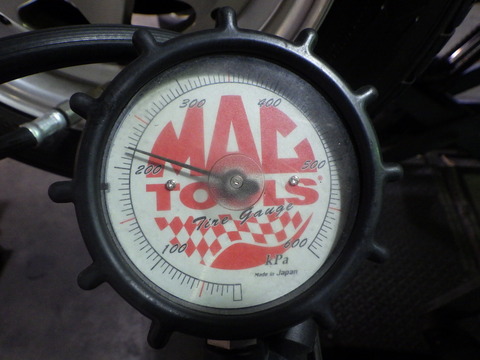 300 400
MAC
200 500
TOOLS®
Tire Gauge
100 600
kPa
Made in Japan